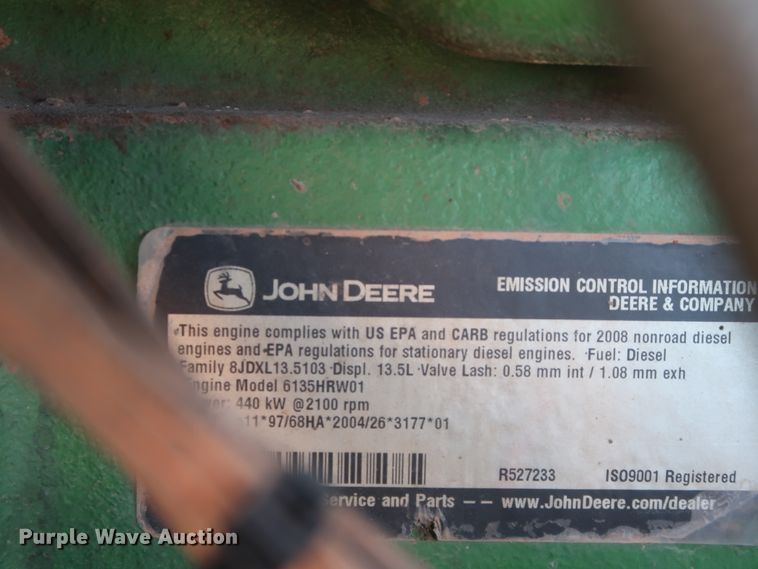 JOHN DEERE
EMISSION CONTROL INFORMATION
DEERE & COMPANY
This engine complies with US EPA and CARB regulations for 2008 nonroad diesel
engines and EPA regulations for stationary diesel engines. Fuel: Diesel
Family 8JDXL13.5103 Displ. 13.5L Valve Lash: 0.58 mm int / 1.08 mm exh
Engine Model 6135HRW01
440 kW @2100 rpm
11*97/68HA*2004/26*3177*01
R527233 ISO9001 Registered
Service and Parts -- www.JohnDeere.com/dealer
Purple Wave Auction®